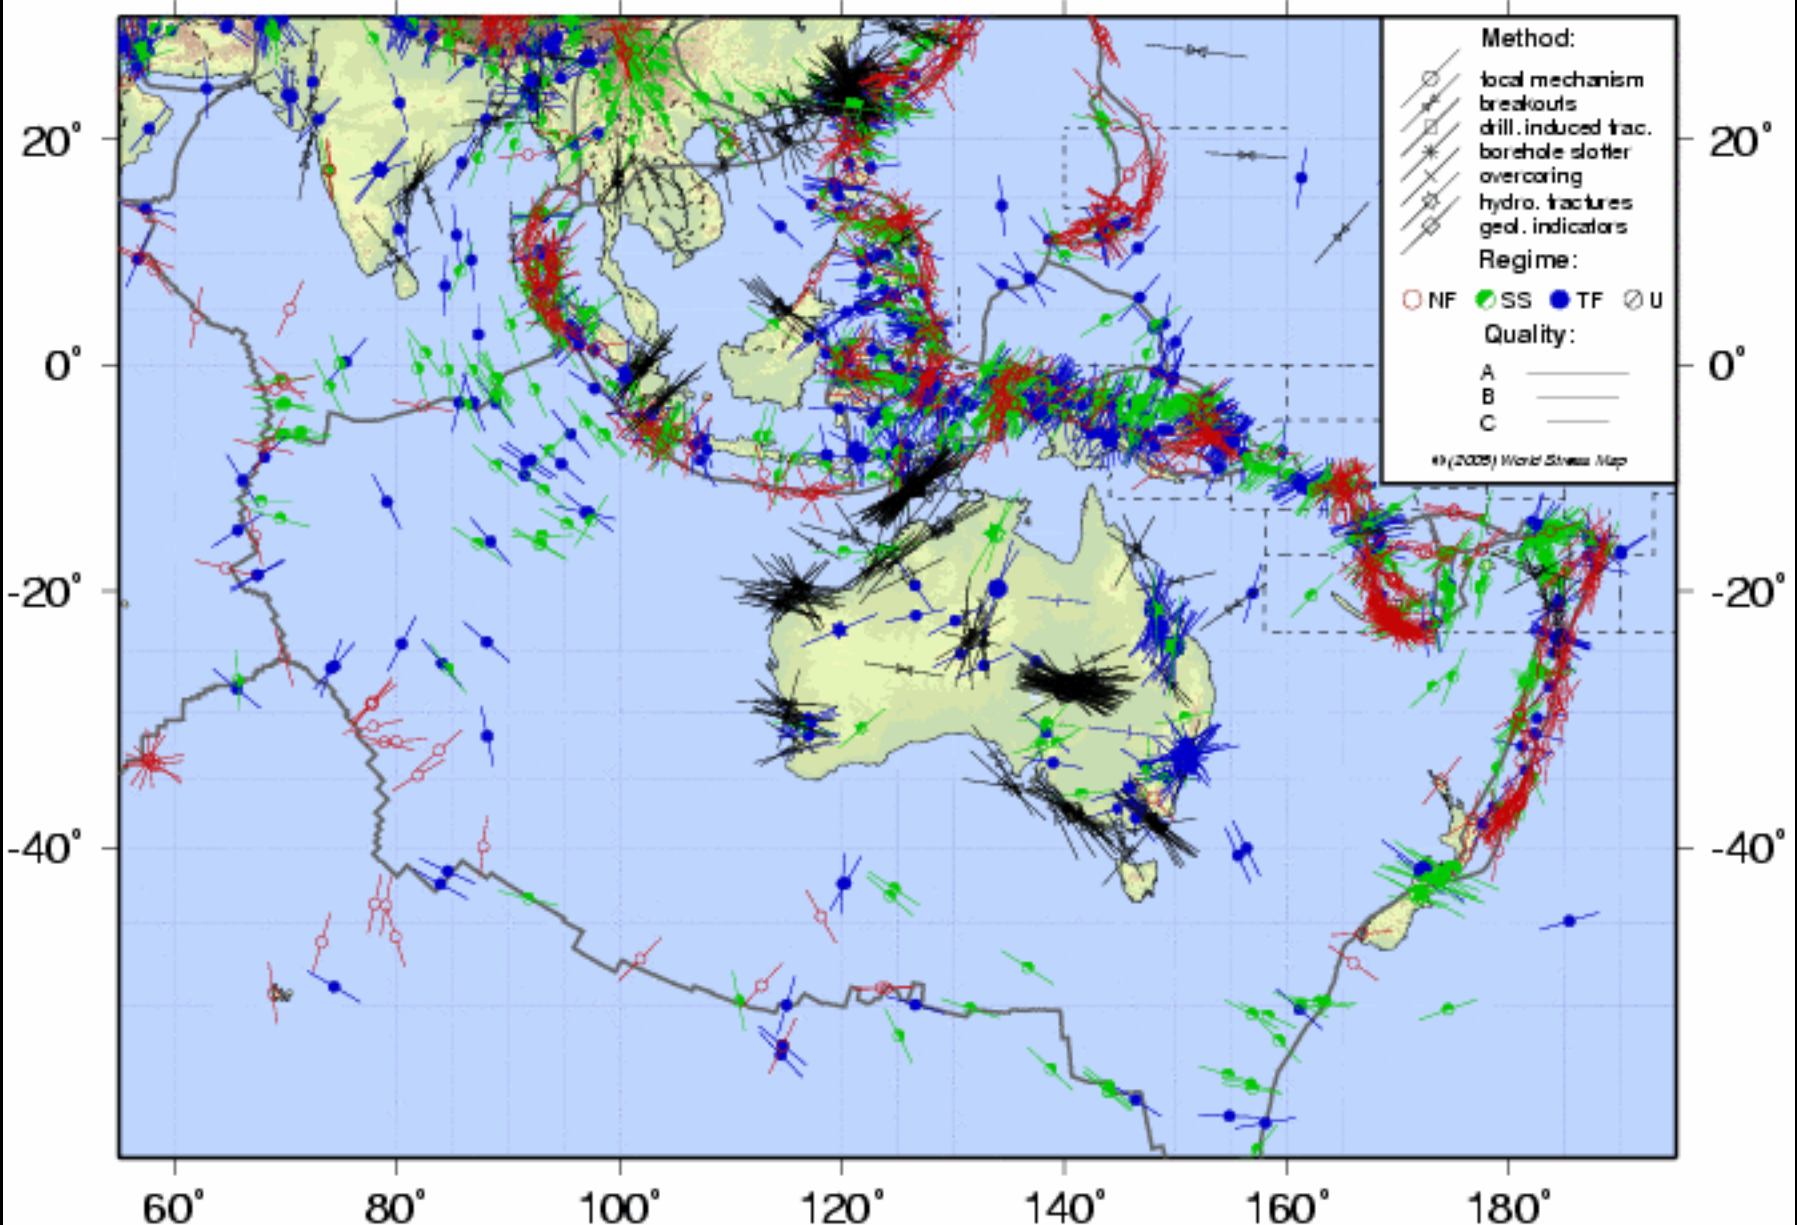 Method:
focal mechanism
breakouts
drill. induced frac.
borehole slotter
overcoring
hydro. fractures
geol. indicators
Regime:
NF SS TF U
Quality:
A
B
C
© (2005) World Stress Map
20° 20°
0° 0°
-20° -20°
-40° -40°
60° 80° 100° 120° 140° 160° 180°